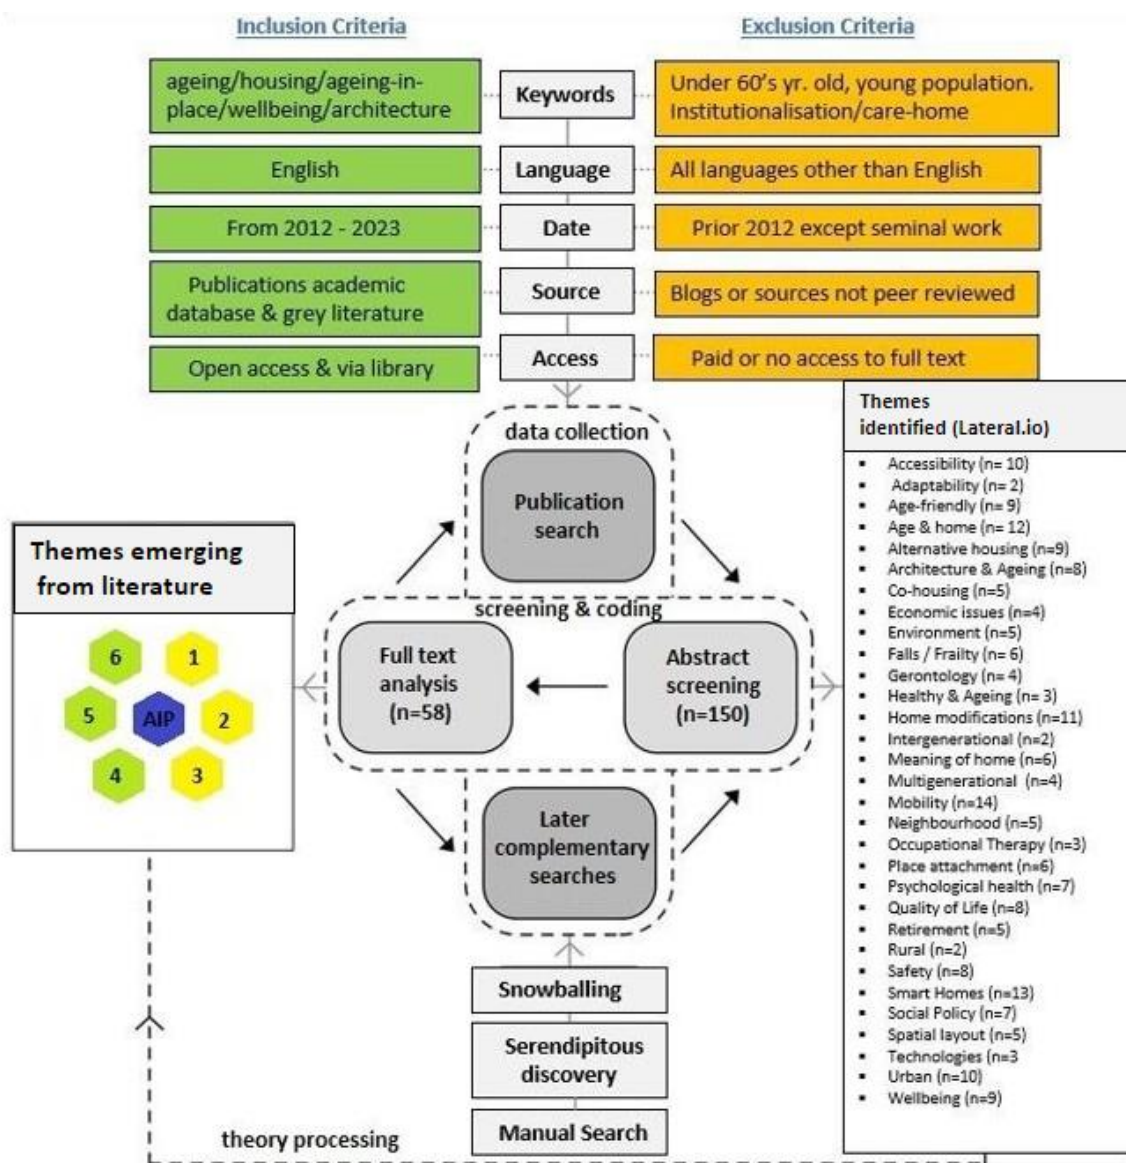 Inclusion Criteria
Exclusion Criteria
ageing/housing/ageing-in-
place/wellbeing/architecture
Keywords
Under 60's yr. old, young population.
Institutionalisation/care-home
English
Language
All languages other than English
From 2012 - 2023
Date
Prior 2012 except seminal work
Publications academic
database & grey literature
Source
Blogs or sources not peer reviewed
Open access & via library
Access
Paid or no access to full text
data collection
Publication
search
screening & coding
Full text
analysis
(n=58)
Abstract
screening
(n=150)
Later
complementary
searches
Snowballing
Serendipitous
discovery
Manual Search
theory processing
Themes emerging
from literature
6
1
5
AIP
2
4
3
Themes
identified (Lateral.io)
▪ Accessibility (n= 10)
▪ Adaptability (n= 2)
▪ Age-friendly (n= 9)
▪ Age & home (n= 12)
▪ Alternative housing (n=9)
▪ Architecture & Ageing (n=8)
▪ Co-housing (n=5)
▪ Economic issues (n=4)
▪ Environment (n=5)
▪ Falls / Frailty (n= 6)
▪ Gerontology (n= 4)
▪ Healthy & Ageing (n= 3)
▪ Home modifications (n=11)
▪ Intergenerational (n=2)
▪ Meaning of home (n=6)
▪ Multigenerational (n=4)
▪ Mobility (n=14)
▪ Neighbourhood (n=5)
▪ Occupational Therapy (n=3)
▪ Place attachment (n=6)
▪ Psychological health (n=7)
▪ Quality of Life (n=8)
▪ Retirement (n=5)
▪ Rural (n=2)
▪ Safety (n=8)
▪ Smart Homes (n=13)
▪ Social Policy (n=7)
▪ Spatial layout (n=5)
▪ Technologies (n=3
▪ Urban (n=10)
▪ Wellbeing (n=9)